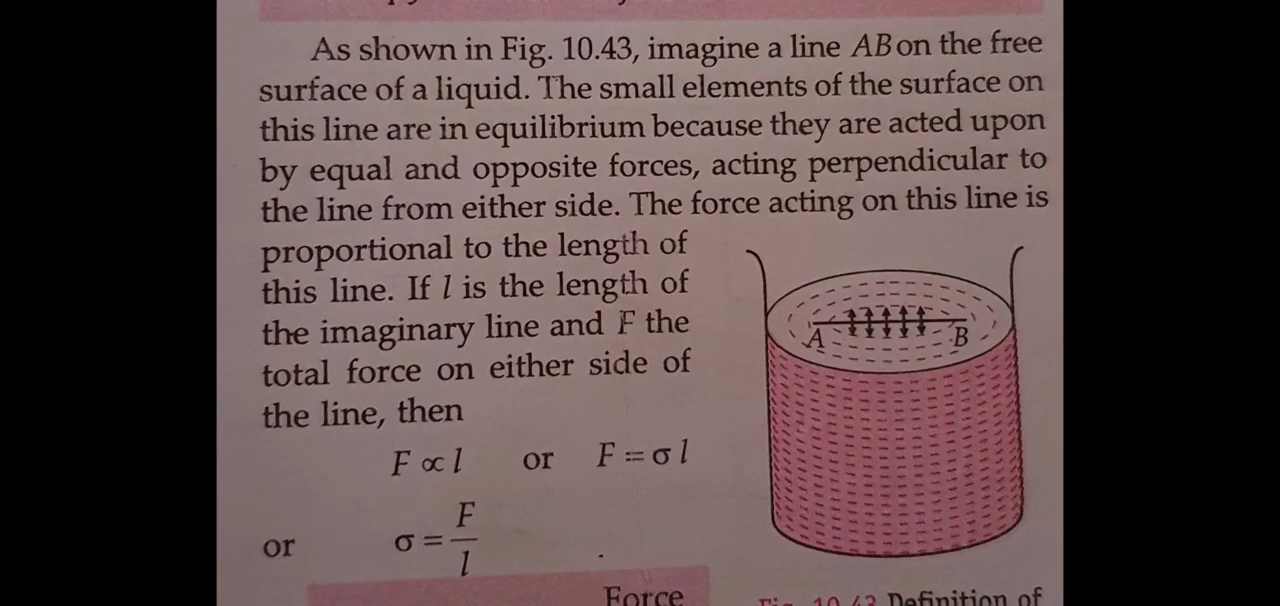 As shown in Fig. 10.43, imagine a line AB on the free
surface of a liquid. The small elements of the surface on
this line are in equilibrium because they are acted upon
by equal and opposite forces, acting perpendicular to
the line from either side. The force acting on this line is
proportional to the length of
this line. If l is the length of
the imaginary line and F the
total force on either side of
the line, then
F ∝ l or F = σ l
or σ = F/l
A B
Force
Fig. 10.43 Definition of